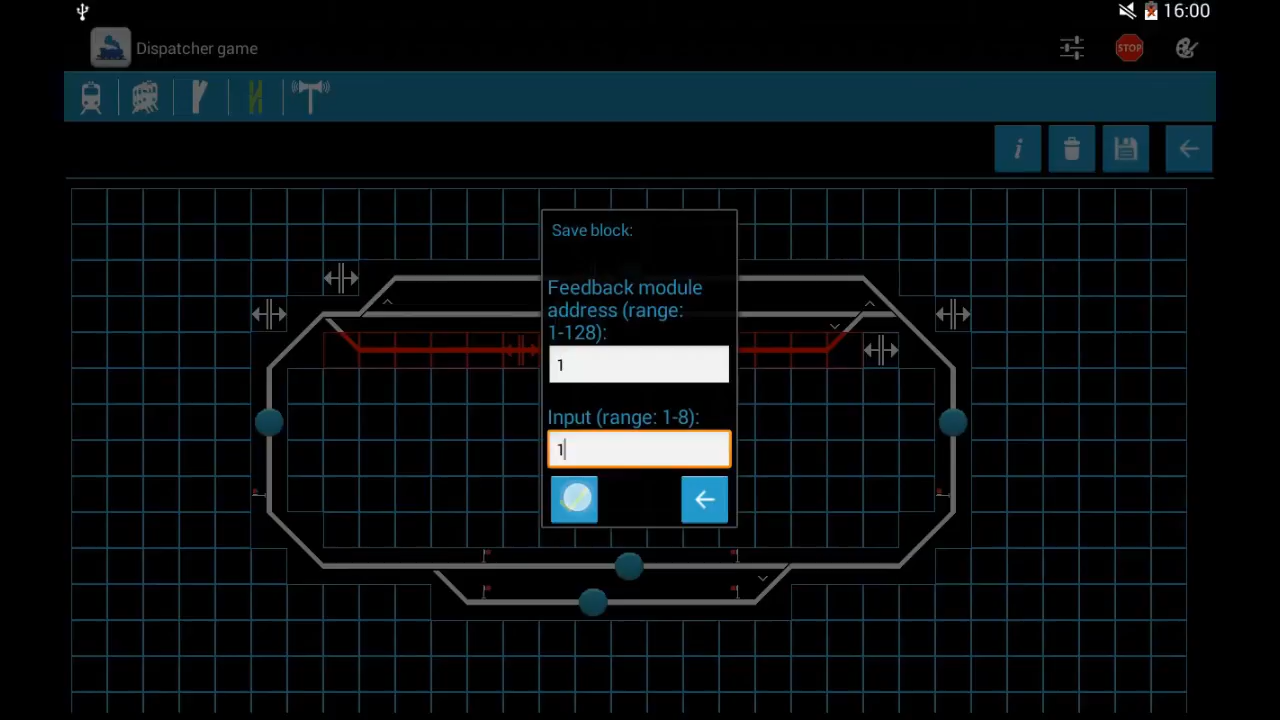 16:00
Dispatcher game
STOP
i
Save block:
Feedback module
address (range:
1-128):
1
Input (range: 1-8):
1